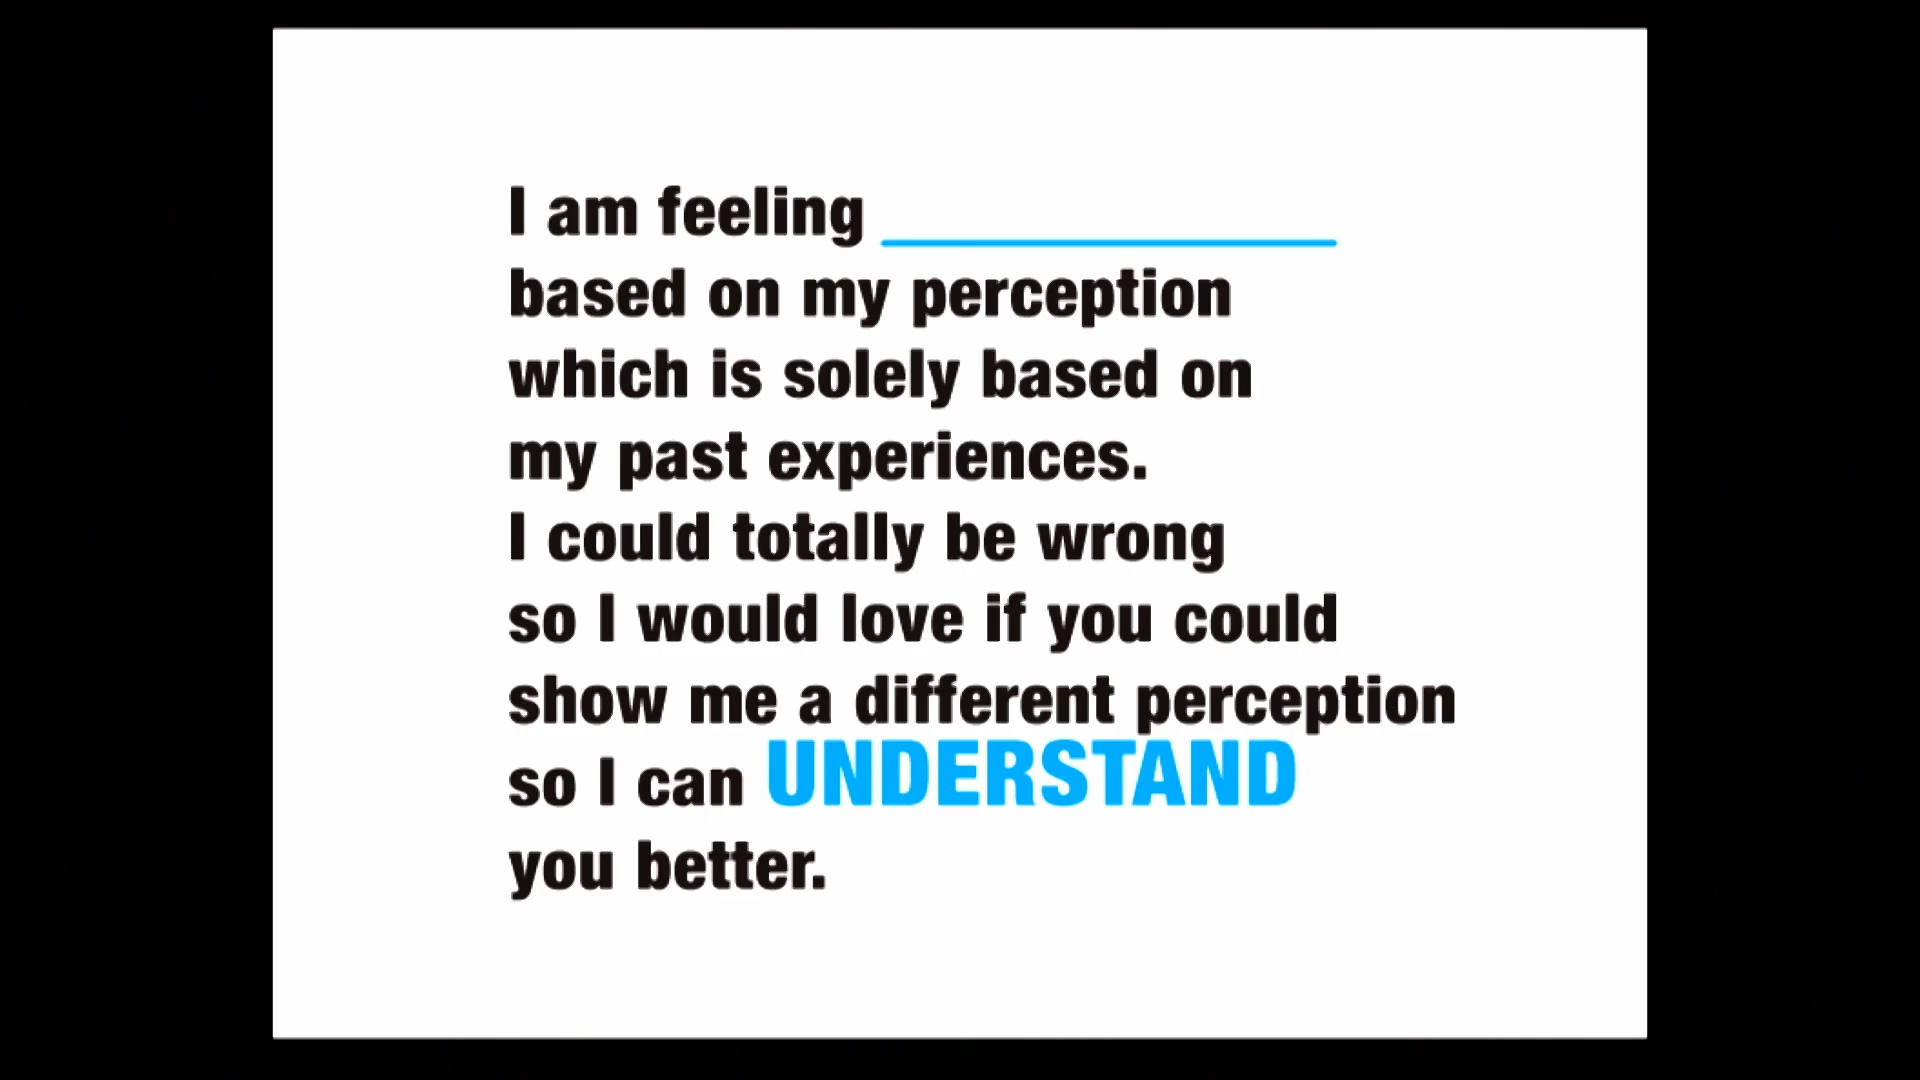 I am feeling ____________
based on my perception
which is solely based on
my past experiences.
I could totally be wrong
so I would love if you could
show me a different perception
so I can UNDERSTAND
you better.